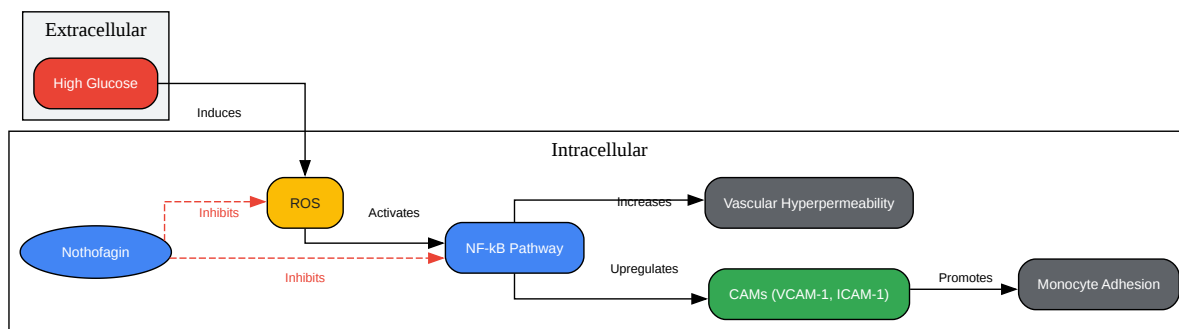 Extracellular
High Glucose
Induces
Intracellular
ROS
Inhibits
Activates
Increases
Vascular Hyperpermeability
Nothofagin
NF-kB Pathway
Inhibits
Upregulates
CAMs (VCAM-1, ICAM-1)
Promotes
Monocyte Adhesion